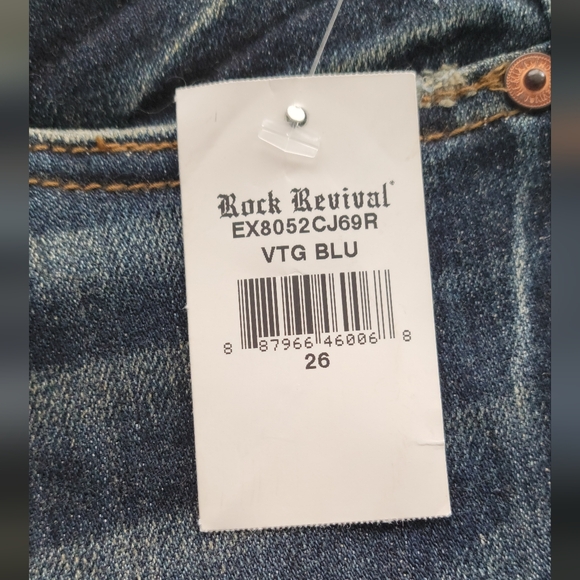 Rock Revival
EX8052CJ69R
VTG BLU
8 87966 46006 8
26